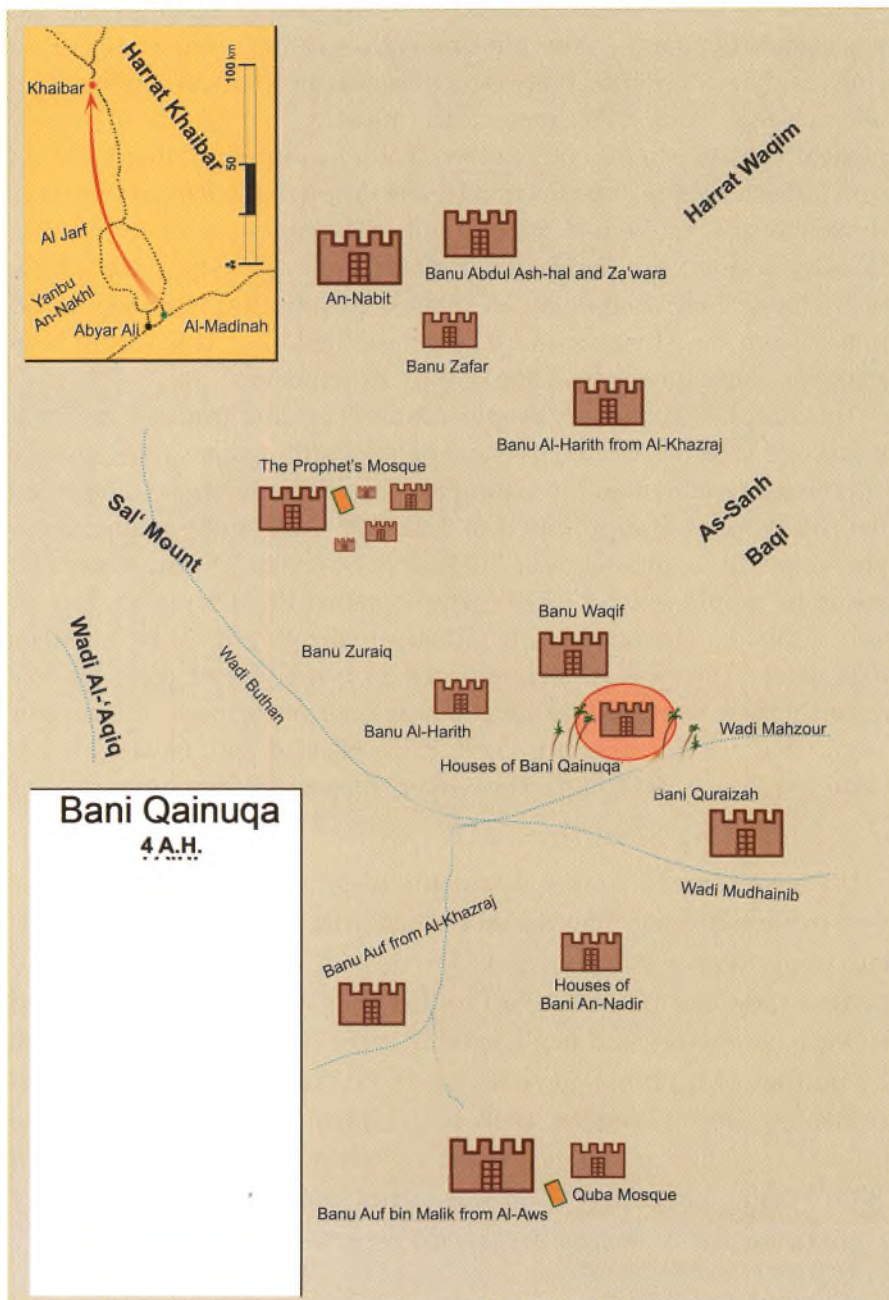 Khaibar
Harrat Khaibar
100 km
50
Al Jarf
Yanbu
An-Nakhl
Abyar Ali
Al-Madinah
Harrat Waqim
An-Nabit
Banu Abdul Ash-hal and Za'wara
Banu Zafar
Banu Al-Harith from Al-Khazraj
The Prophet's Mosque
Sal' Mount
As-Sanh
Baqi
Wadi Al-'Aqiq
Wadi Buthan
Banu Zuraiq
Banu Waqif
Banu Al-Harith
Houses of Bani Qainuqa
Wadi Mahzour
Bani Quraizah
Wadi Mudhainib
Bani Qainuqa
4 A.H.
Banu Auf from Al-Khazraj
Houses of
Bani An-Nadir
Banu Auf bin Malik from Al-Aws
Quba Mosque